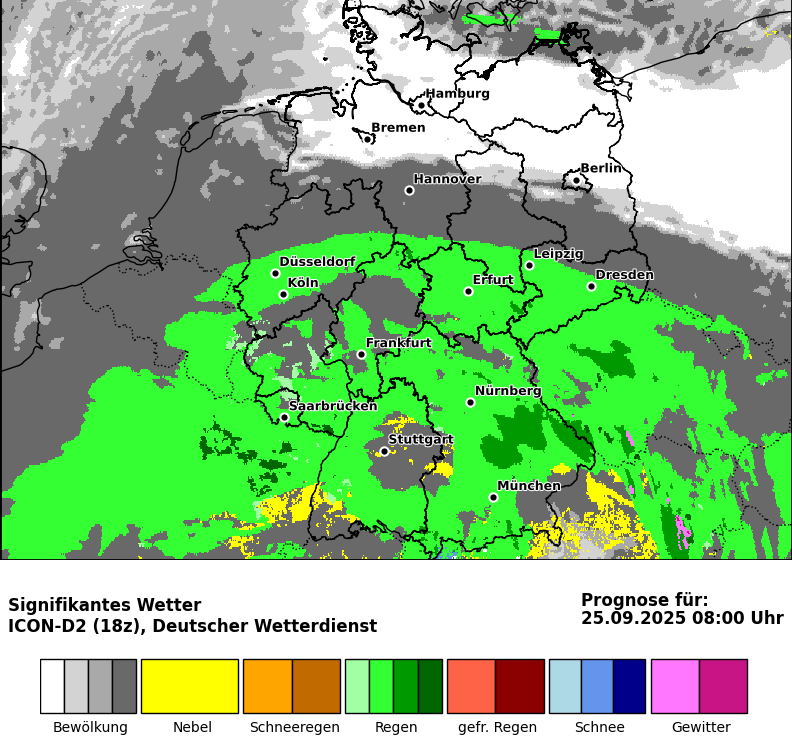 Hamburg
Bremen
Berlin
Hannover
Leipzig
Düsseldorf
Dresden
Köln
Erfurt
Frankfurt
Nürnberg
Saarbrücken
Stuttgart
München
Signifikantes Wetter
ICON-D2 (18z), Deutscher Wetterdienst
Prognose für:
25.09.2025 08:00 Uhr
Bewölkung
Nebel
Schneeregen
Regen
gefr. Regen
Schnee
Gewitter